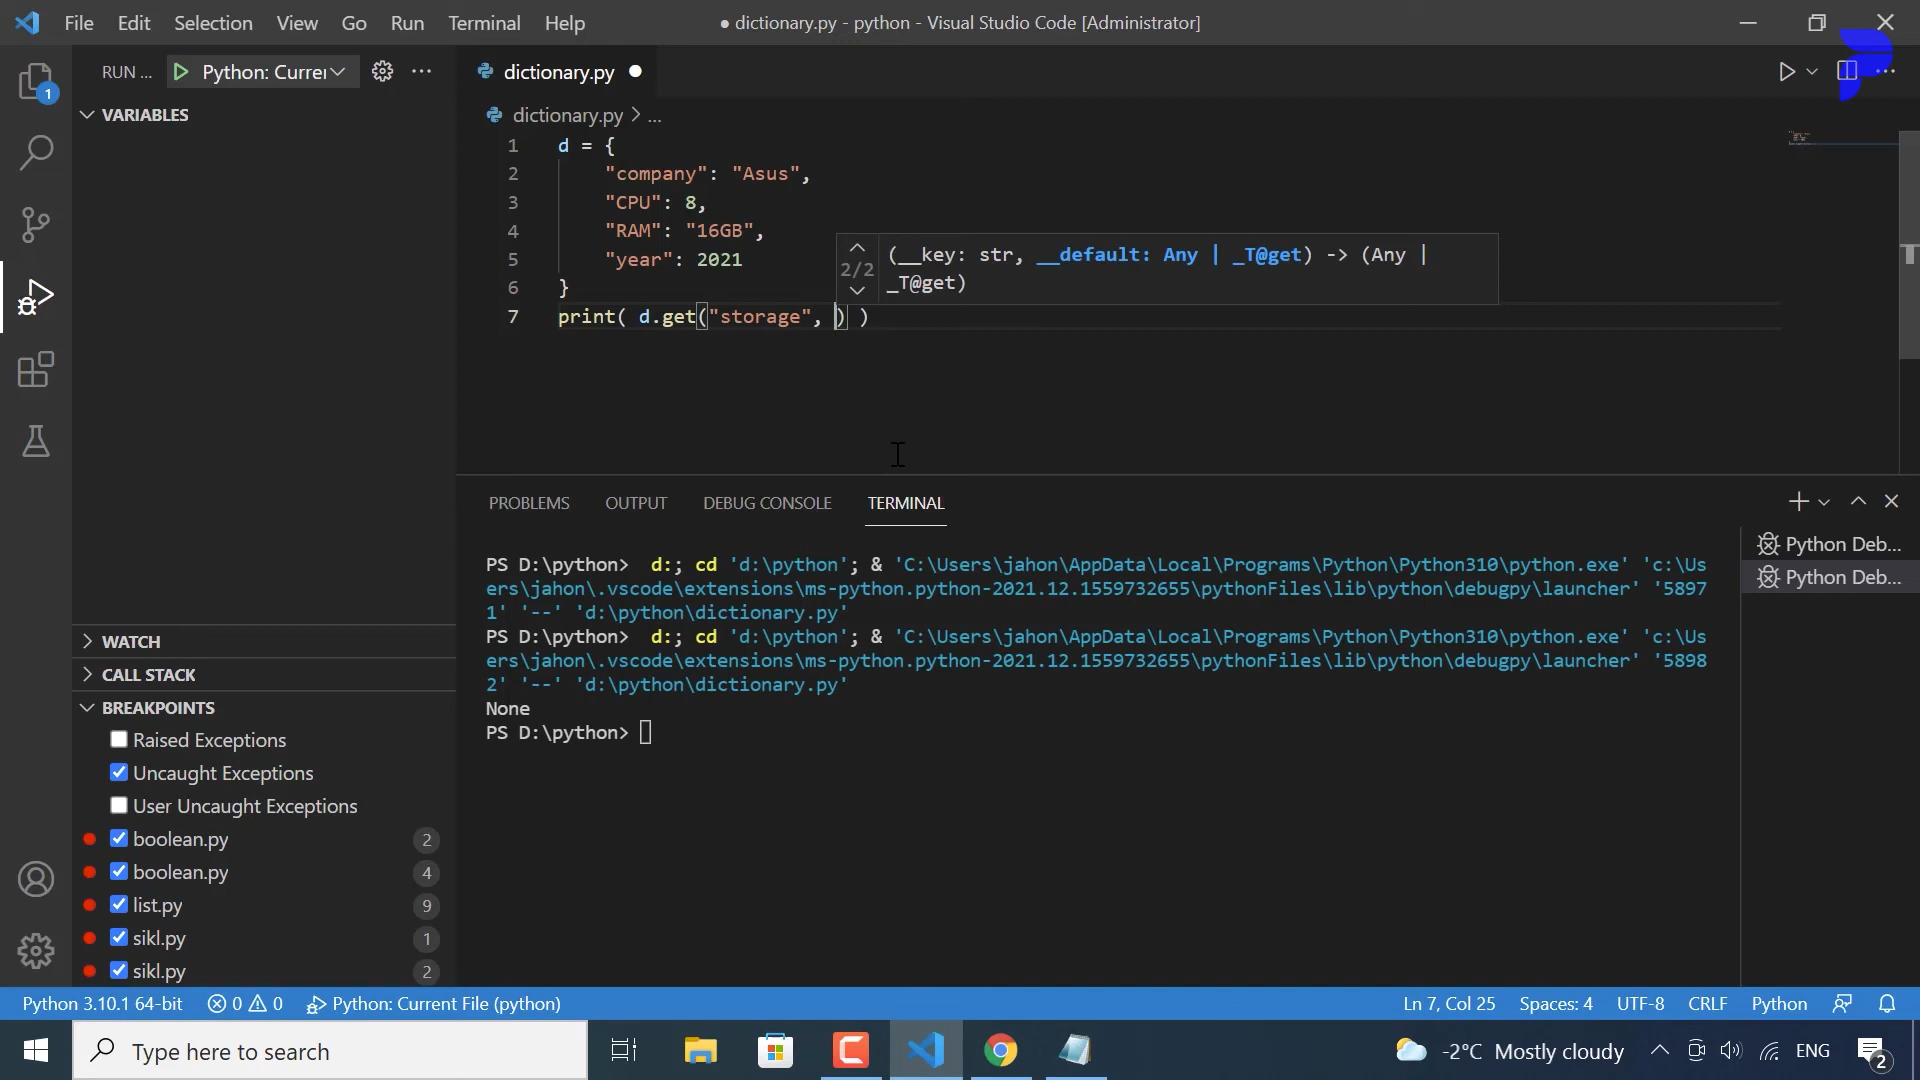 File Edit Selection View Go Run Terminal Help
● dictionary.py - python - Visual Studio Code [Administrator]
RUN ... Python: Currer
dictionary.py ●
VARIABLES
dictionary.py > ...
1 d = {
2 "company": "Asus",
3 "CPU": 8,
4 "RAM": "16GB",
5 "year": 2021
6 }
7 print( d.get("storage", ) )
2/2
(__key: str, __default: Any | _T@get) -> (Any |
_T@get)
1
PROBLEMS OUTPUT DEBUG CONSOLE TERMINAL
PS D:\python>  d:; cd 'd:\python'; & 'C:\Users\jahon\AppData\Local\Programs\Python\Python310\python.exe' 'c:\Us
ers\jahon\.vscode\extensions\ms-python.python-2021.12.1559732655\pythonFiles\lib\python\debugpy\launcher' '5897
1' '--' 'd:\python\dictionary.py'
PS D:\python>  d:; cd 'd:\python'; & 'C:\Users\jahon\AppData\Local\Programs\Python\Python310\python.exe' 'c:\Us
ers\jahon\.vscode\extensions\ms-python.python-2021.12.1559732655\pythonFiles\lib\python\debugpy\launcher' '5898
2' '--' 'd:\python\dictionary.py'
None
PS D:\python>
Python Deb...
Python Deb...
WATCH
CALL STACK
BREAKPOINTS
Raised Exceptions
Uncaught Exceptions
User Uncaught Exceptions
boolean.py 2
boolean.py 4
list.py 9
sikl.py 1
sikl.py 2
Python 3.10.1 64-bit 0 0 Python: Current File (python)
Ln 7, Col 25 Spaces: 4 UTF-8 CRLF Python
Type here to search
-2°C Mostly cloudy ENG 2